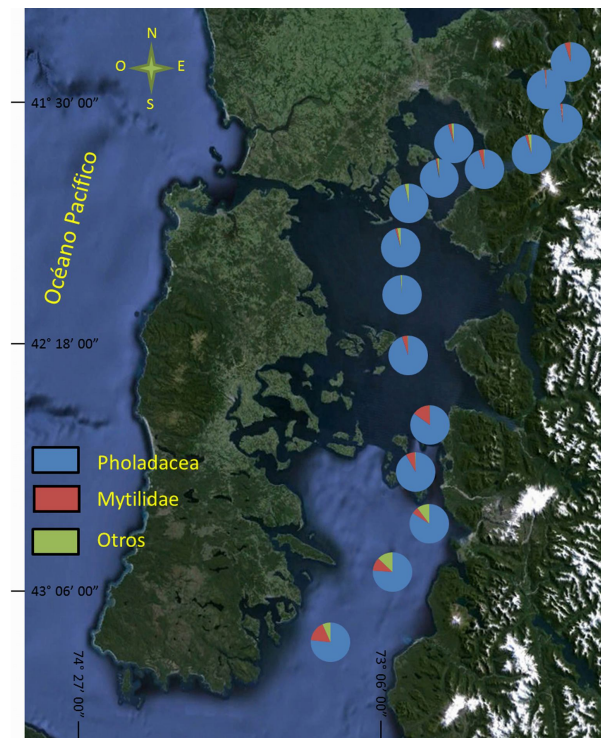 N
O E
S
41° 30’ 00”
Océano Pacífico
42° 18’ 00”
Pholadacea
Mytilidae
Otros
43° 06’ 00”
74° 27’ 00”
73° 06’ 00”